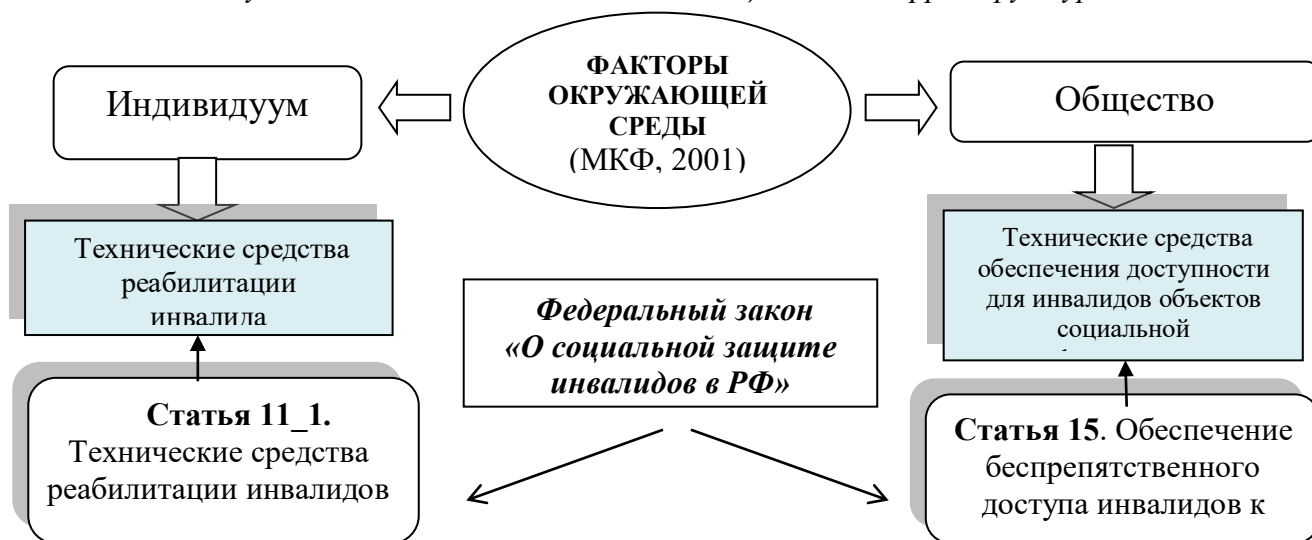 ФАКТОРЫ
ОКРУЖАЮЩЕЙ
СРЕДЫ
(МКФ, 2001)
Индивидуум
Общество
Технические средства
реабилитации
инвалида
Технические средства
обеспечения доступности
для инвалидов объектов
социальной
Федеральный закон
«О социальной защите
инвалидов в РФ»
Статья 11_1.
Технические средства
реабилитации инвалидов
Статья 15. Обеспечение
беспрепятственного
доступа инвалидов к